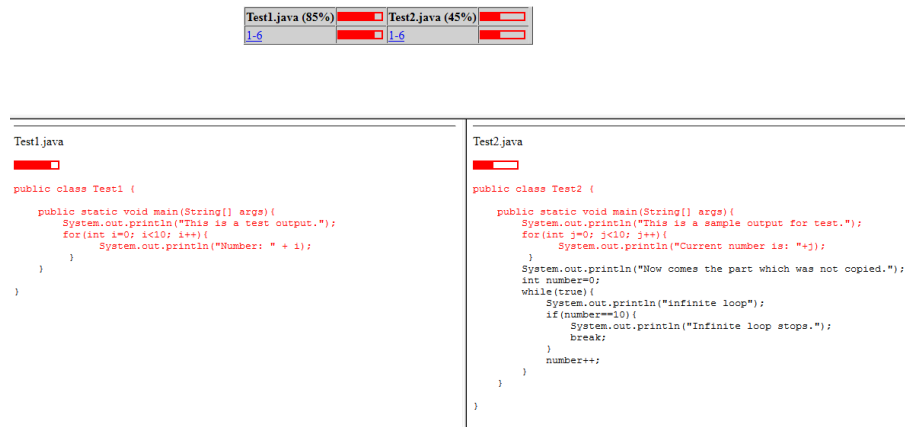 Test1.java (85%) Test2.java (45%)
1-6 1-6
Test1.java
public class Test1 {
public static void main(String[] args){
System.out.println("This is a test output.");
for(int i=0; i<10; i++){
System.out.println("Number: " + i);
}
}
}
Test2.java
public class Test2 {
public static void main(String[] args){
System.out.println("This is a sample output for test.");
for(int j=0; j<10; j++){
System.out.println("Current number is: "+j);
}
System.out.println("Now comes the part which was not copied.");
int number=0;
while(true){
System.out.println("infinite loop");
if(number==10){
System.out.println("Infinite loop stops.");
break;
}
number++;
}
}
}